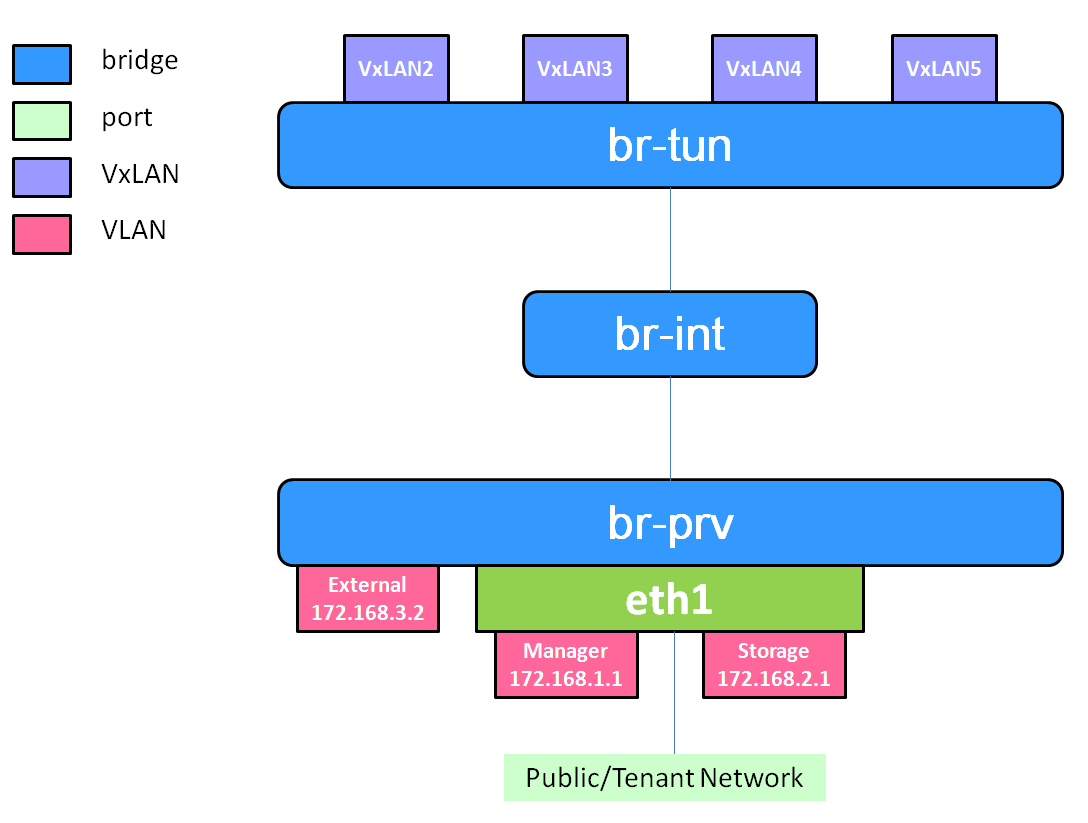 bridge
port
VxLAN
VLAN
VxLAN2
VxLAN3
VxLAN4
VxLAN5
br-tun
br-int
br-prv
External
172.168.3.2
eth1
Manager
172.168.1.1
Storage
172.168.2.1
Public/Tenant Network